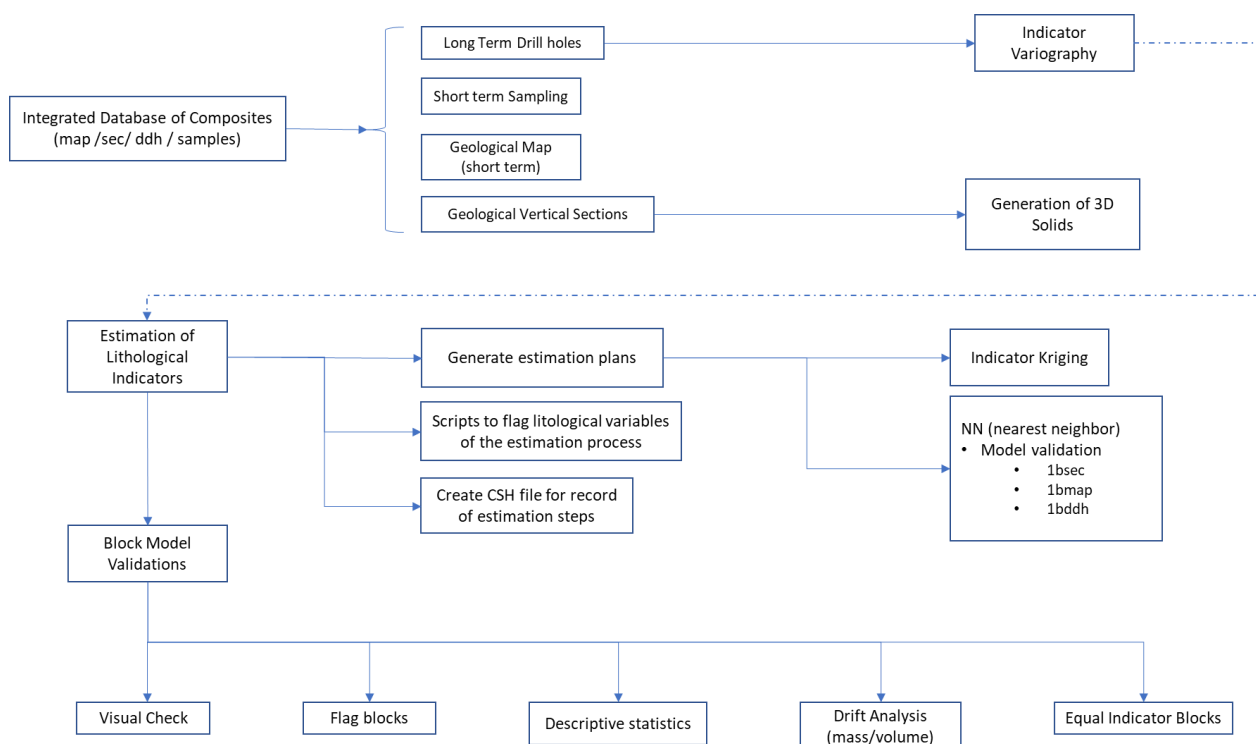 Long Term Drill holes
Indicator
Variography
Short term Sampling
Integrated Database of Composites
(map /sec/ ddh / samples)
Geological Map
(short term)
Geological Vertical Sections
Generation of 3D
Solids
Estimation of
Lithological
Indicators
Generate estimation plans
Indicator Kriging
Scripts to flag litological variables
of the estimation process
NN (nearest neighbor)
• Model validation
• 1bsec
• 1bmap
• 1bddh
Create CSH file for record
of estimation steps
Block Model
Validations
Visual Check
Flag blocks
Descriptive statistics
Drift Analysis
(mass/volume)
Equal Indicator Blocks